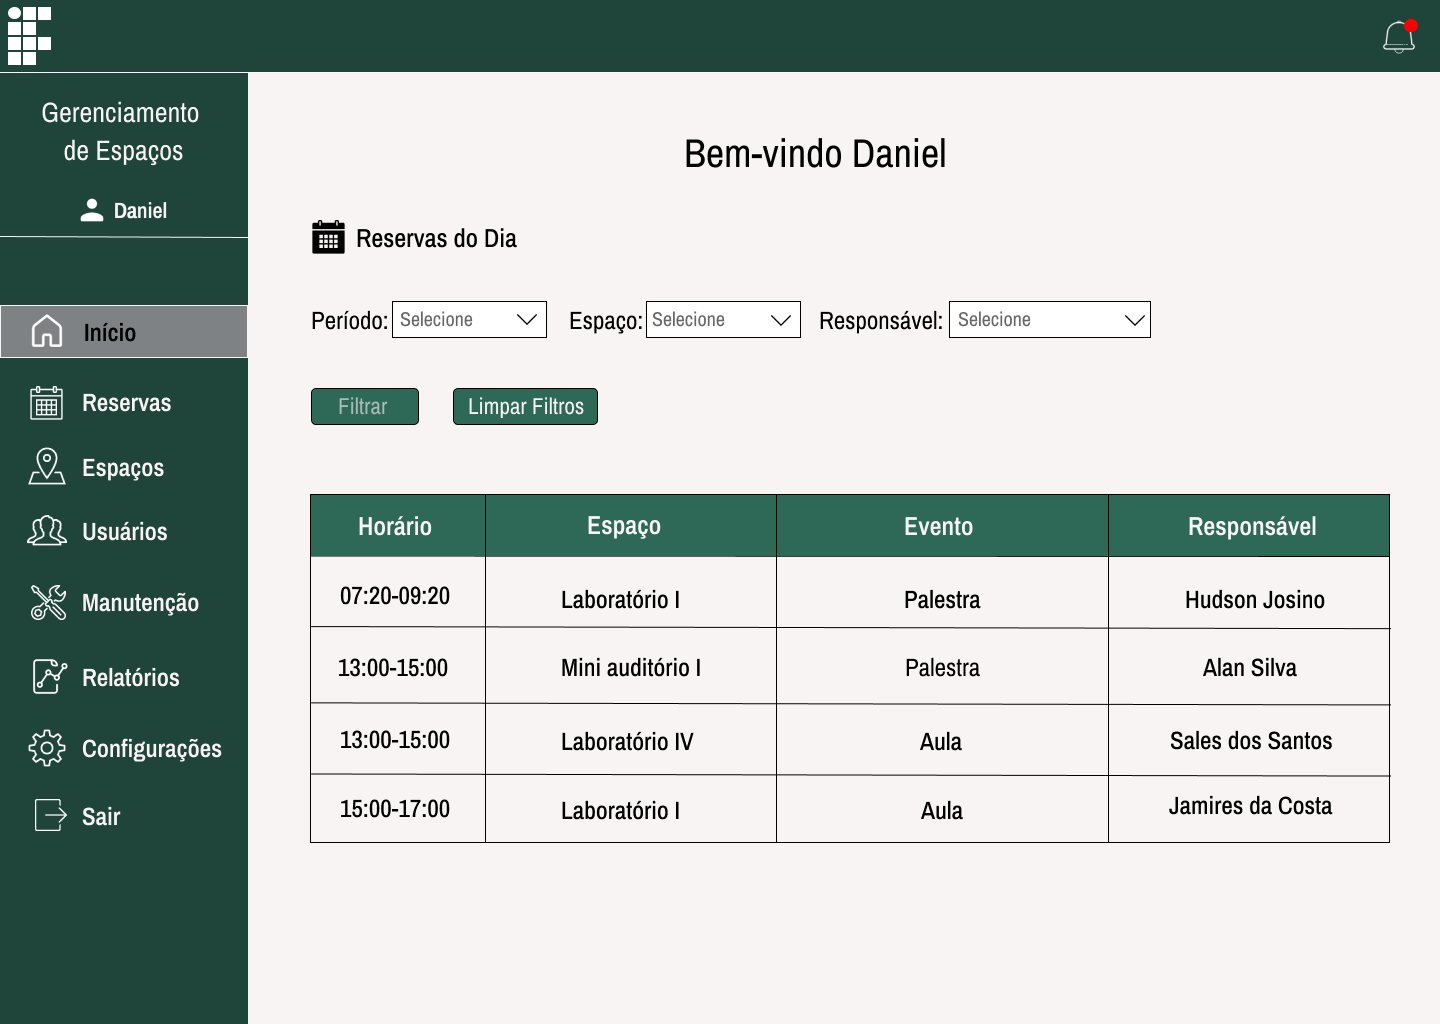 Gerenciamento
de Espaços
Daniel
Início
Reservas
Espaços
Usuários
Manutenção
Relatórios
Configurações
Sair
Bem-vindo Daniel
Reservas do Dia
Período: Selecione Espaço: Selecione Responsável: Selecione
Filtrar Limpar Filtros
Horário Espaço Evento Responsável
07:20-09:20 Laboratório I Palestra Hudson Josino
13:00-15:00 Mini auditório I Palestra Alan Silva
13:00-15:00 Laboratório IV Aula Sales dos Santos
15:00-17:00 Laboratório I Aula Jamires da Costa